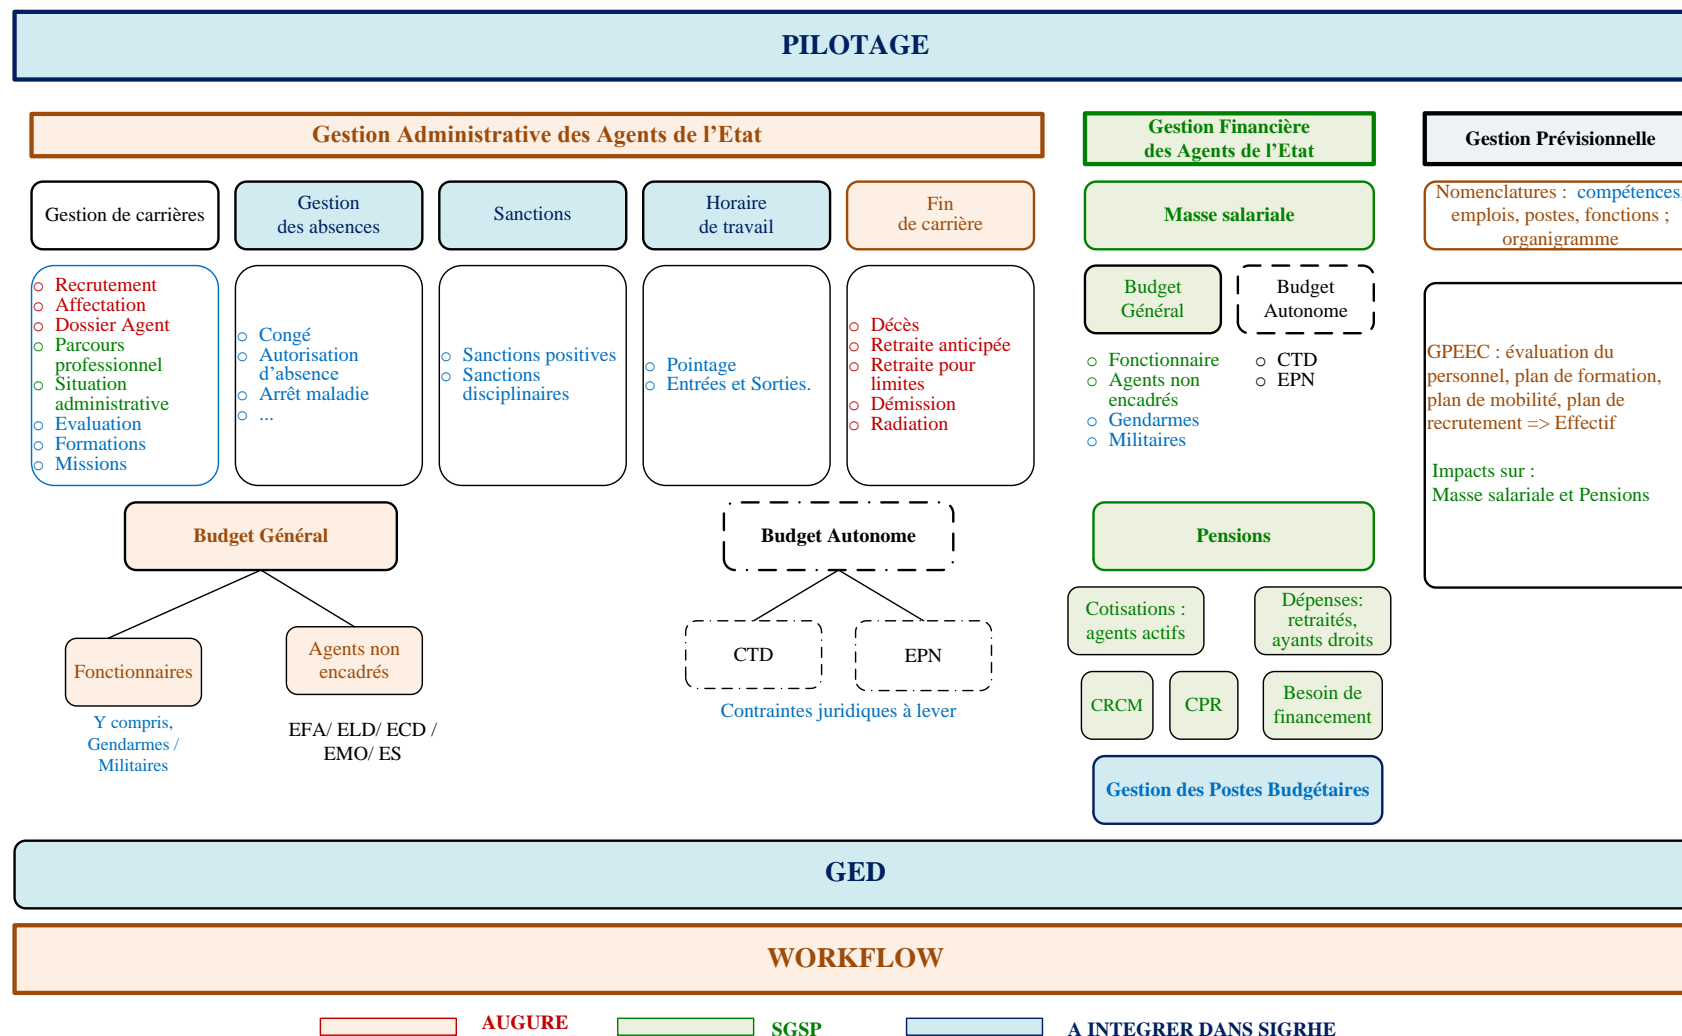 PILOTAGE
Gestion Administrative des Agents de l'Etat
Gestion de carrières
Gestion
des absences
Sanctions
Horaire
de travail
Fin
de carrière
o Recrutement
o Affectation
o Dossier Agent
o Parcours
professionnel
o Situation
administrative
o Evaluation
o Formations
o Missions
o Congé
o Autorisation
d'absence
o Arrêt maladie
o ...
o Sanctions positives
o Sanctions
disciplinaires
o Pointage
o Entrées et Sorties.
o Décès
o Retraite anticipée
o Retraite pour
limites
o Démission
o Radiation
Budget Général
Fonctionnaires
Y compris,
Gendarmes /
Militaires
Agents non
encadrés
EFA/ ELD/ ECD /
EMO/ ES
Budget Autonome
CTD
EPN
Contraintes juridiques à lever
Gestion Financière
des Agents de l'Etat
Masse salariale
Budget
Général
o Fonctionnaire
o Agents non
encadrés
o Gendarmes
o Militaires
Budget
Autonome
o CTD
o EPN
Pensions
Cotisations :
agents actifs
Dépenses:
retraités,
ayants droits
CRCM
CPR
Besoin de
financement
Gestion des Postes Budgétaires
Gestion Prévisionnelle
Nomenclatures : compétences,
emplois, postes, fonctions ;
organigramme
GPEEC : évaluation du
personnel, plan de formation,
plan de mobilité, plan de
recrutement => Effectif
Impacts sur :
Masse salariale et Pensions
GED
WORKFLOW
AUGURE
SGSP
A INTEGRER DANS SIGRHE